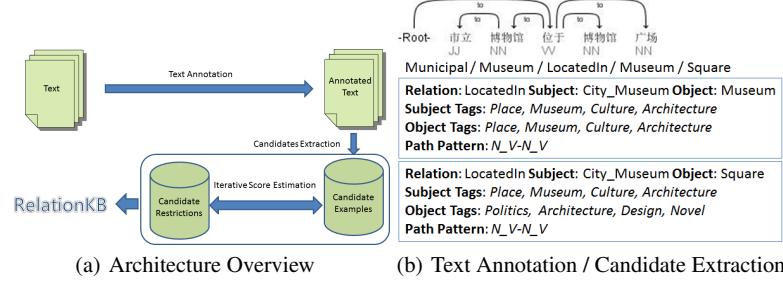 Text
Text Annotation
Annotated
Text
Candidates Extraction
Candidate
Restrictions
Iterative Score Estimation
Candidate
Examples
RelationKB
(a) Architecture Overview
to to to to
-Root- 市立 博物馆 位于 博物馆 广场
JJ NN VV NN NN
Municipal / Museum / LocatedIn / Museum / Square
Relation: LocatedIn Subject: City_Museum Object: Museum
Subject Tags: Place, Museum, Culture, Architecture
Object Tags: Place, Museum, Culture, Architecture
Path Pattern: N_V-N_V
Relation: LocatedIn Subject: City_Museum Object: Square
Subject Tags: Place, Museum, Culture, Architecture
Object Tags: Politics, Architecture, Design, Novel
Path Pattern: N_V-N_V
(b) Text Annotation / Candidate Extraction